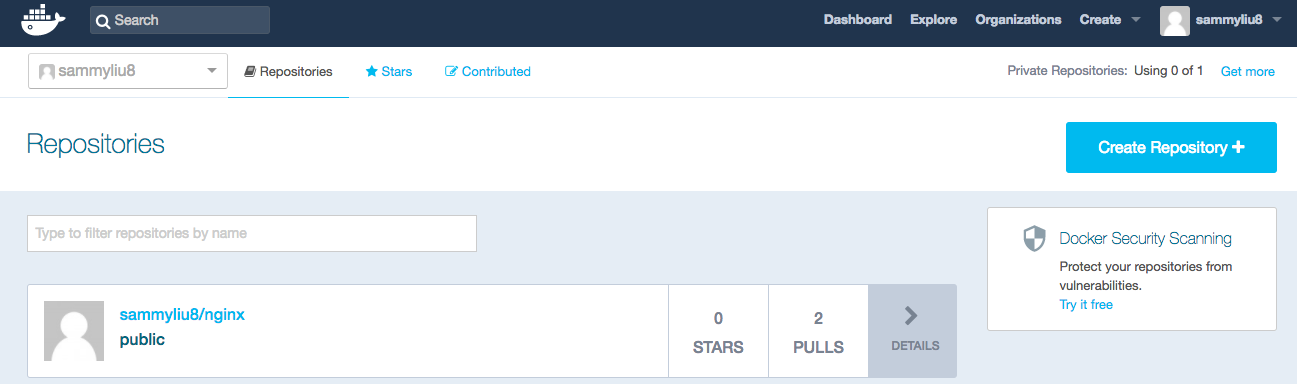 Search Dashboard Explore Organizations Create sammyliu8
sammyliu8 Repositories Stars Contributed Private Repositories: Using 0 of 1 Get more
Repositories
Create Repository
Type to filter repositories by name
Docker Security Scanning
Protect your repositories from
vulnerabilities.
Try it free
sammyliu8/nginx
public
0
STARS
2
PULLS
DETAILS